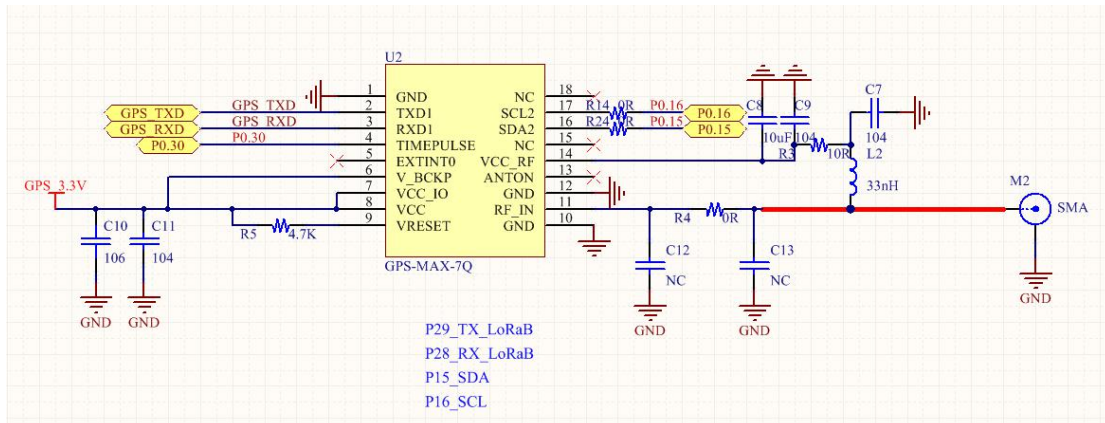 U2
1 GND NC 18
GPS_TXD GPS_TXD 2 TXD1 SCL2 17 R14 0R P0.16 P0.16
GPS_RXD GPS_RXD 3 RXD1 SDA2 16 R24 0R P0.15 P0.15
P0.30 P0.30 4 TIMEPULSE NC 15
5 EXTINT0 VCC_RF 14
6 V_BCKP ANTON 13
7 VCC_IO GND 12
8 VCC RF_IN 11
9 VRESET GND 10
GPS-MAX-7Q
GPS_3.3V
C10
106
GND
C11
104
GND
R5 4.7K
C8
10uF
C9
104
R3 10R
C7
104
L2
33nH
R4 0R
C12
NC
GND
C13
NC
GND
M2
SMA
GND
P29_TX_LoRaB
P28_RX_LoRaB
P15_SDA
P16_SCL